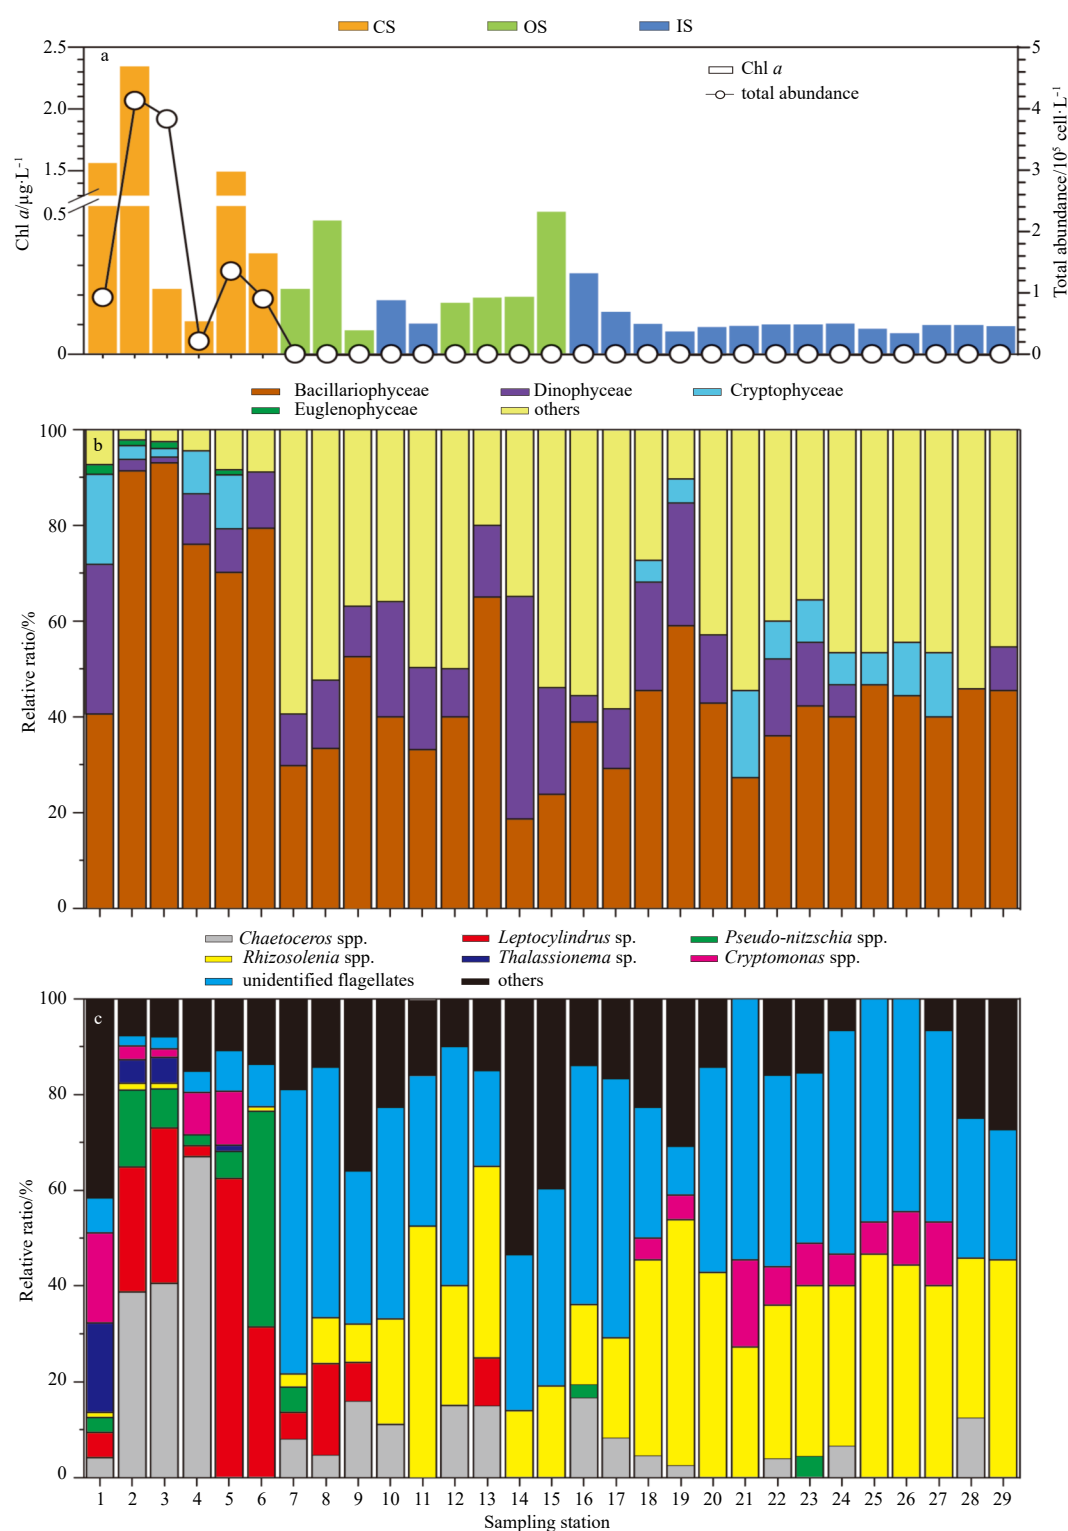 CS OS IS
a
Chl a
total abundance
2.5
2.0
1.5
0.5
0
Chl a/μg·L⁻¹
5
4
3
2
1
0
Total abundance/10⁵ cell·L⁻¹
Bacillariophyceae Dinophyceae Cryptophyceae
Euglenophyceae others
b
100
80
60
40
20
0
Relative ratio/%
Chaetoceros spp. Leptocylindrus sp. Pseudo-nitzschia spp.
Rhizosolenia spp. Thalassionema sp. Cryptomonas spp.
unidentified flagellates others
c
100
80
60
40
20
0
Relative ratio/%
1 2 3 4 5 6 7 8 9 10 11 12 13 14 15 16 17 18 19 20 21 22 23 24 25 26 27 28 29
Sampling station